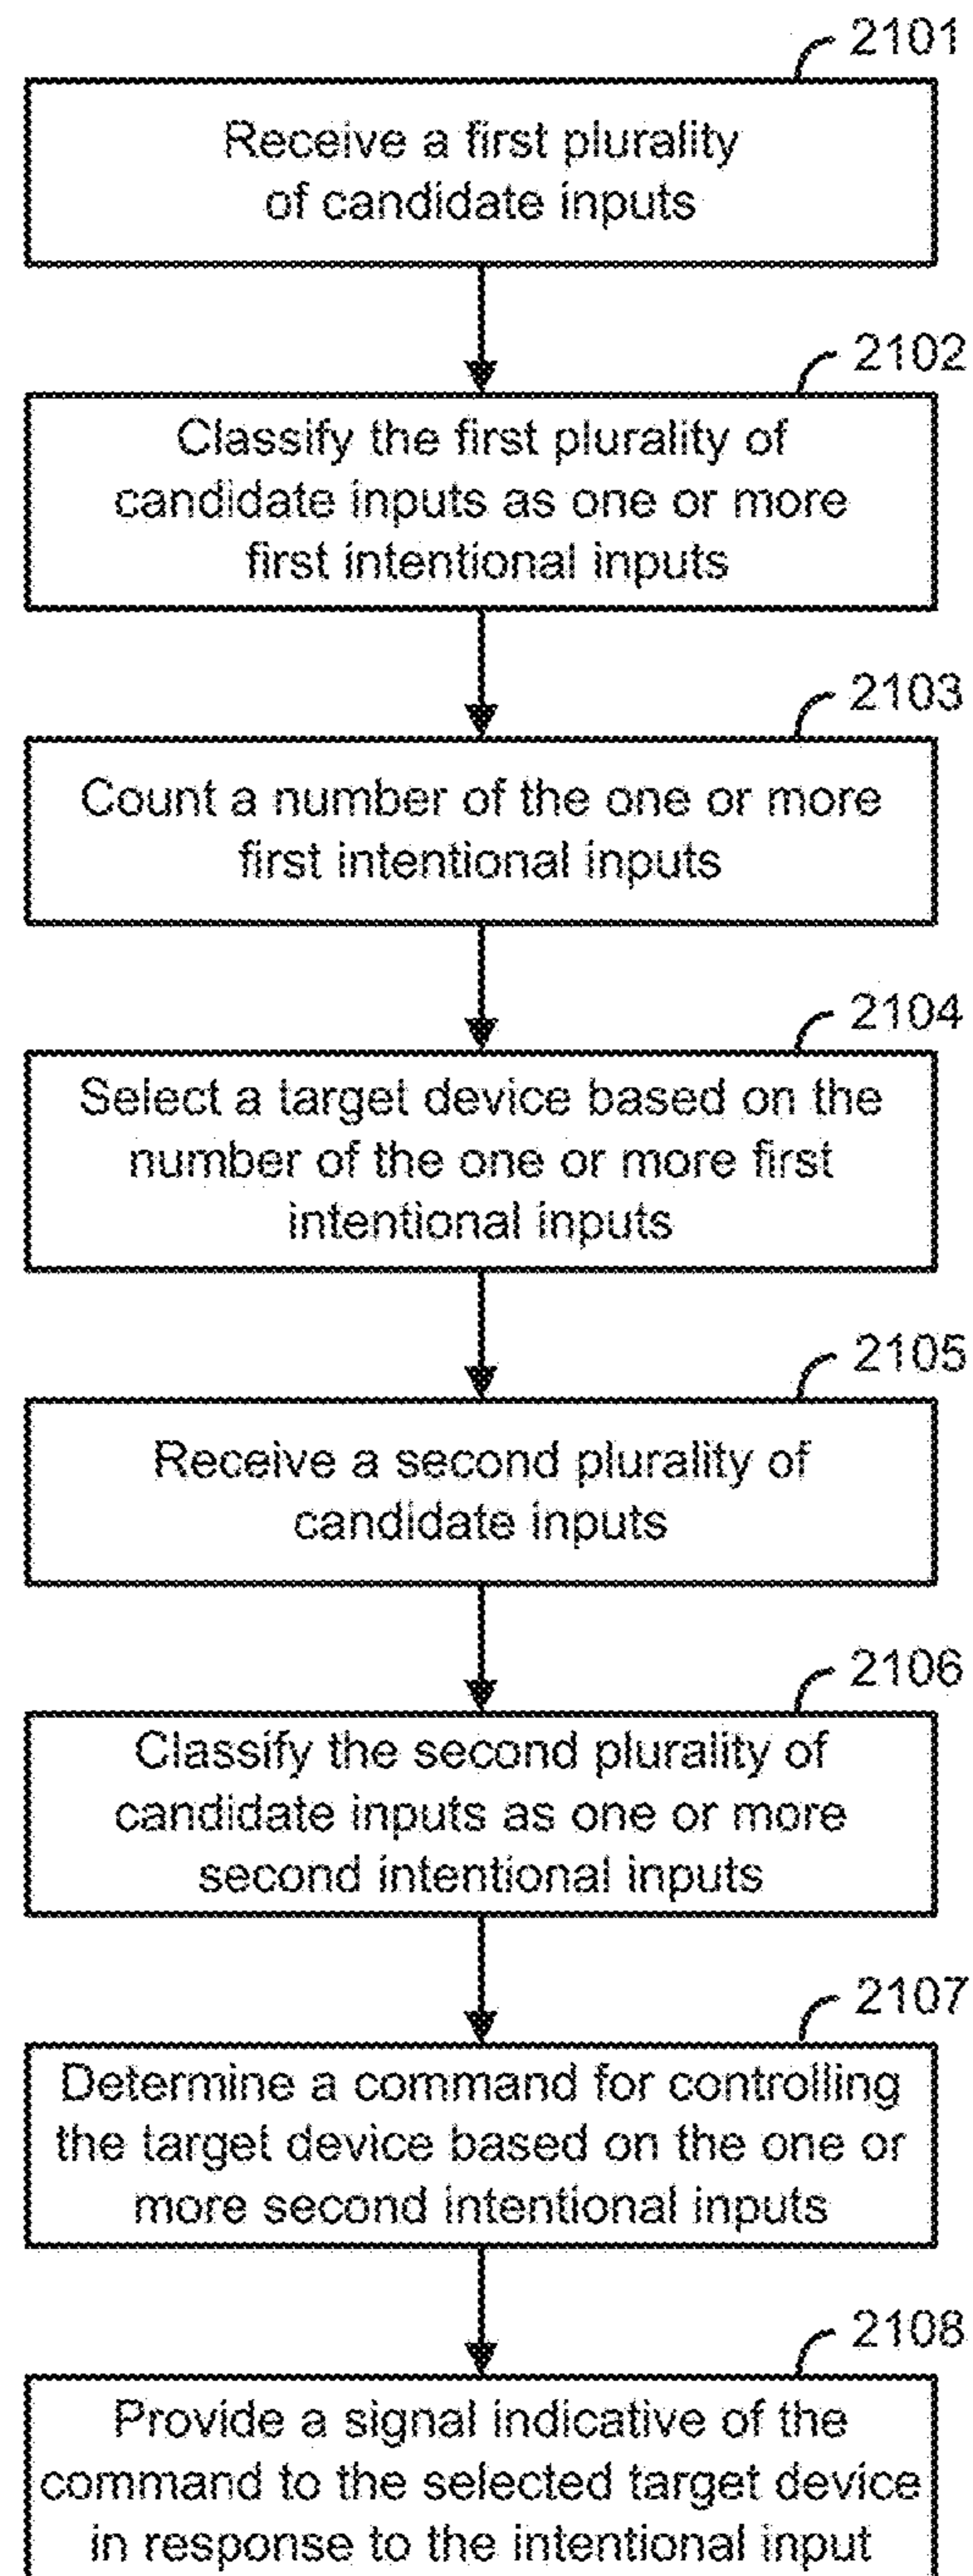 2101
Receive a first plurality
of candidate inputs
2102
Classify the first plurality of
candidate inputs as one or more
first intentional inputs
2103
Count a number of the one or more
first intentional inputs
2104
Select a target device based on the
number of the one or more first
intentional inputs
2105
Receive a second plurality of
candidate inputs
2106
Classify the second plurality of
candidate inputs as one or more
second intentional inputs
2107
Determine a command for controlling
the target device based on the one or
more second intentional inputs
2108
Provide a signal indicative of the
command to the selected target device
in response to the intentional input